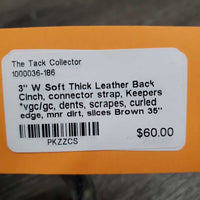 The Tack Collector
1000036-186
3" W Soft Thick Leather Back
Cinch, connector strap, Keepers
*vgc/gc, dents, scrapes, curled
edge, mnr dirt, slices Brown 35"
$60.00
PKZZCS